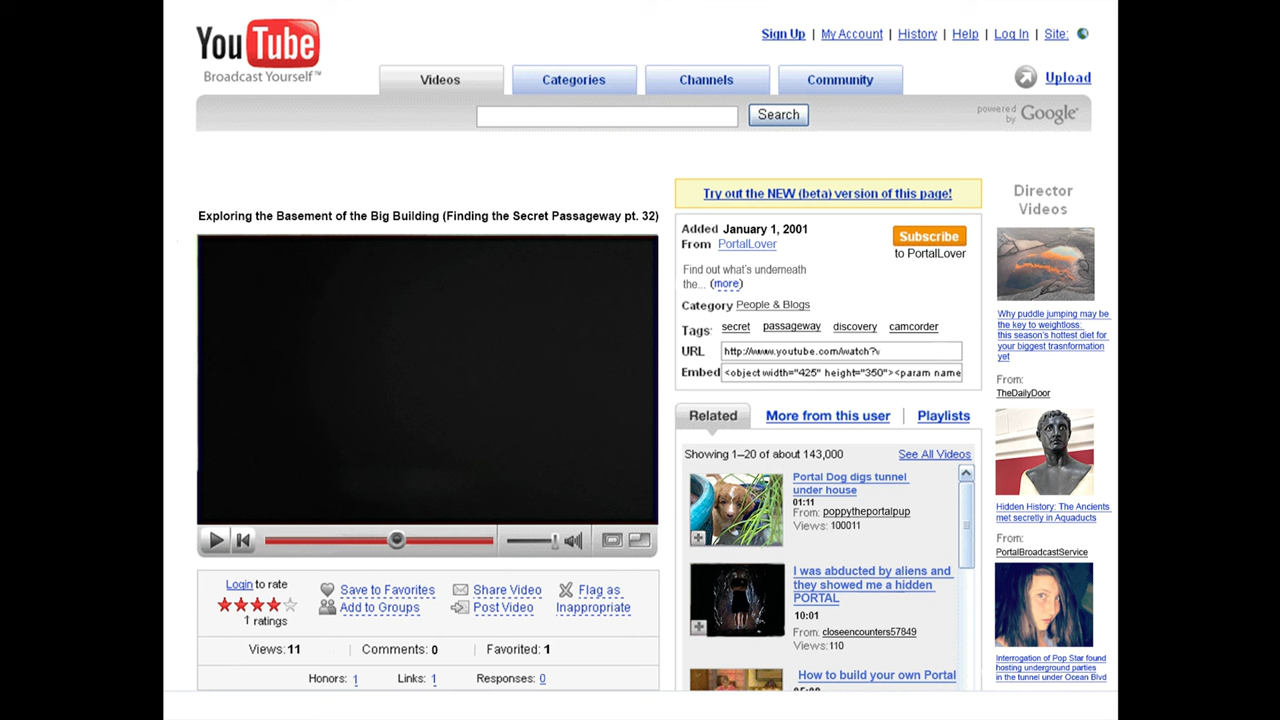 YouTube
Broadcast Yourself™
Sign Up | My Account | History | Help | Log In | Site:
Videos
Categories
Channels
Community
Upload
Search
powered by Google
Exploring the Basement of the Big Building (Finding the Secret Passageway pt. 32)
Try out the NEW (beta) version of this page!
Added January 1, 2001
From PortalLover
Subscribe
to PortalLover
Find out what's underneath
the... (more)
Category People & Blogs
Tags: secret passageway discovery camcorder
URL http://www.youtube.com/watch?v
Embed <object width="425" height="350"><param name
Related
More from this user | Playlists
Showing 1–20 of about 143,000
See All Videos
Portal Dog digs tunnel
under house
01:11
From: poppytheportalpup
Views: 100011
I was abducted by aliens and
they showed me a hidden
PORTAL
10:01
From: closeencounters57849
Views:110
How to build your own Portal
Login to rate
1 ratings
Save to Favorites
Add to Groups
Share Video
Post Video
Flag as
Inappropriate
Views: 11 | Comments: 0 | Favorited: 1
Honors: 1 Links: 1 Responses: 0
Director
Videos
Why puddle jumping may be
the key to weightloss:
this season's hottest diet for
your biggest trasnformation
yet
From:
TheDailyDoor
Hidden History: The Ancients
met secretly in Aquaducts
From:
PortalBroadcastService
Interrogation of Pop Star found
hosting underground parties
in the tunnel under Ocean Blvd